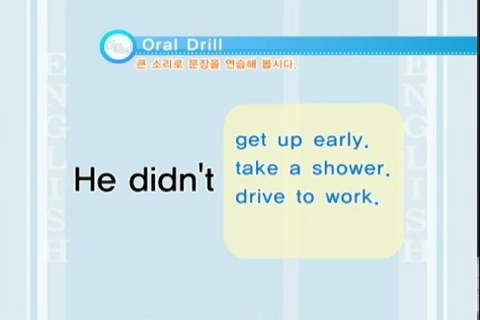 Oral Drill
큰 소리로 문장을 연습해 봅시다.
ENGLISH
ENGLISH
He didn't
get up early.
take a shower.
drive to work.